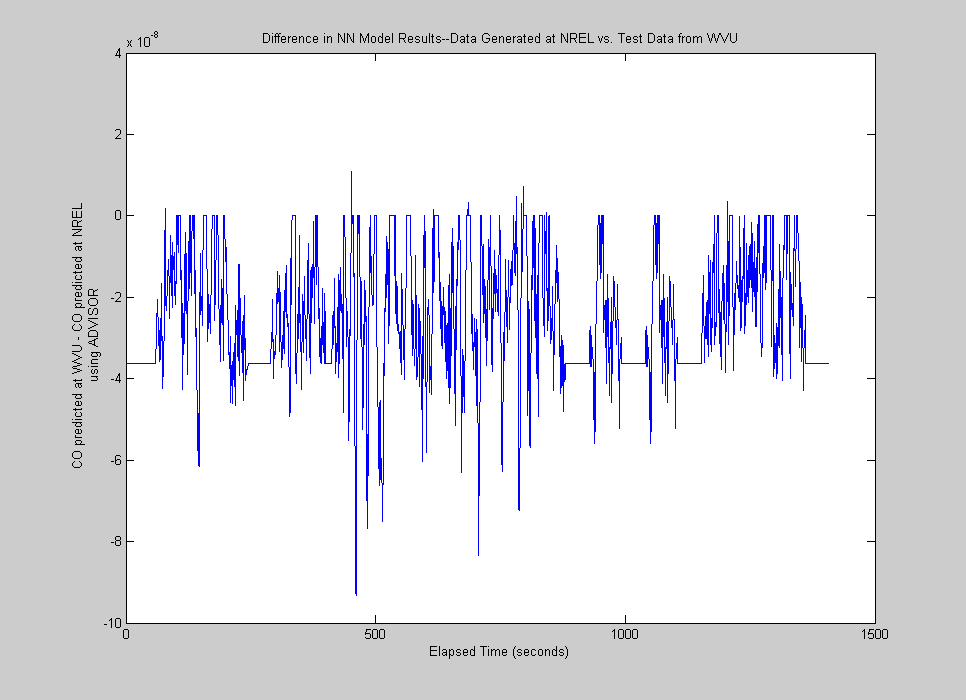 Difference in NN Model Results--Data Generated at NREL vs. Test Data from WVU
x 10-8
4
2
0
-2
-4
-6
-8
-10
0
500
1000
1500
Elapsed Time (seconds)
CO predicted at WVU - CO predicted at NREL
using ADVISOR